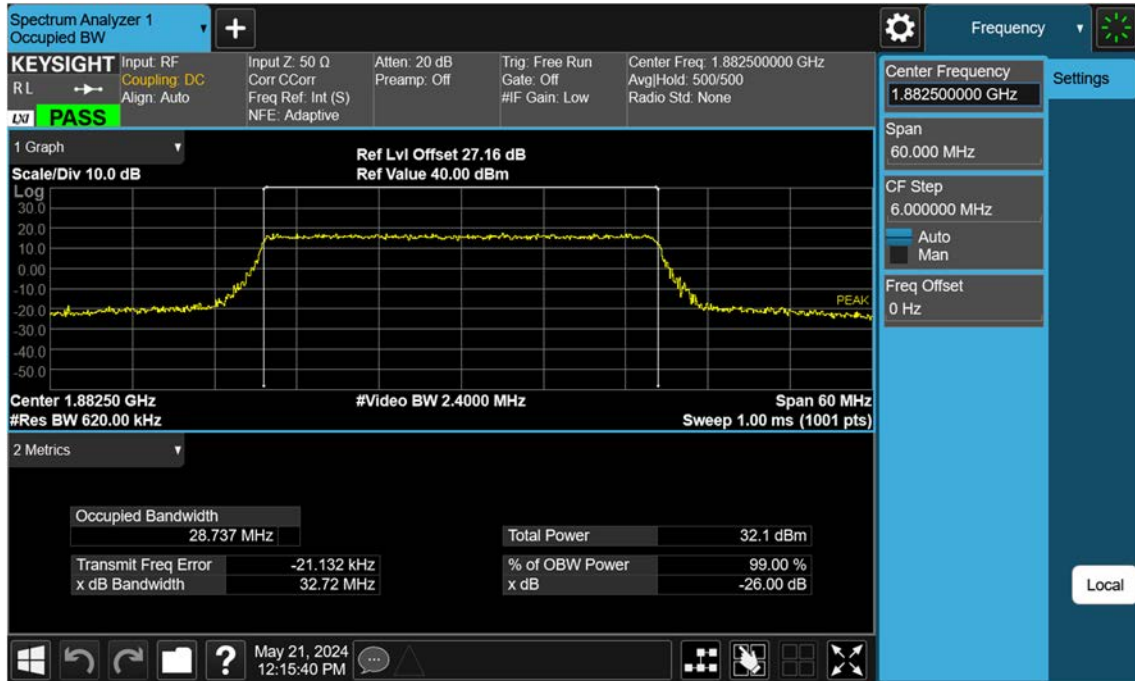 Spectrum Analyzer 1
Occupied BW
Frequency
KEYSIGHT
R L
LXI
PASS
Input: RF
Coupling: DC
Align: Auto
Input Z: 50 Ω
Corr CCorr
Freq Ref: Int (S)
NFE: Adaptive
Atten: 20 dB
Preamp: Off
Trig: Free Run
Gate: Off
#IF Gain: Low
Center Freq: 1.882500000 GHz
Avg|Hold: 500/500
Radio Std: None
1 Graph
Scale/Div 10.0 dB
Ref Lvl Offset 27.16 dB
Ref Value 40.00 dBm
Log
30.0
20.0
10.0
0.00
-10.0
-20.0
-30.0
-40.0
-50.0
PEAK
Center 1.88250 GHz
#Video BW 2.4000 MHz
Span 60 MHz
#Res BW 620.00 kHz
Sweep 1.00 ms (1001 pts)
2 Metrics
Occupied Bandwidth
28.737 MHz
Total Power
32.1 dBm
Transmit Freq Error
-21.132 kHz
% of OBW Power
99.00 %
x dB Bandwidth
32.72 MHz
x dB
-26.00 dB
Center Frequency
1.882500000 GHz
Settings
Span
60.000 MHz
CF Step
6.000000 MHz
Auto
Man
Freq Offset
0 Hz
Local
?
May 21, 2024
12:15:40 PM